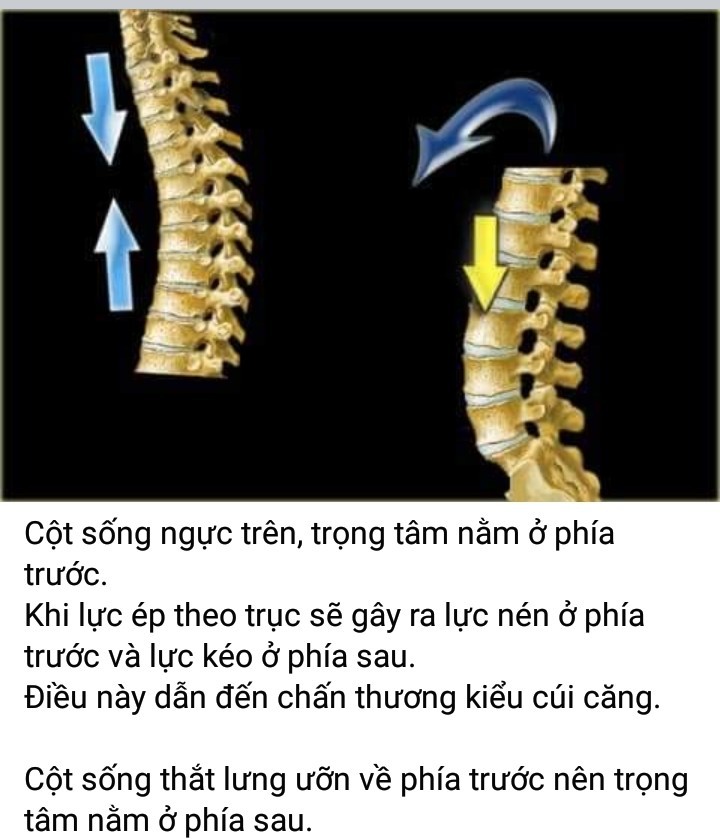 Cột sống ngực trên, trọng tâm nằm ở phía
trước.
Khi lực ép theo trục sẽ gây ra lực nén ở phía
trước và lực kéo ở phía sau.
Điều này dẫn đến chấn thương kiểu cúi căng.
Cột sống thắt lưng ưỡn về phía trước nên trọng
tâm nằm ở phía sau.